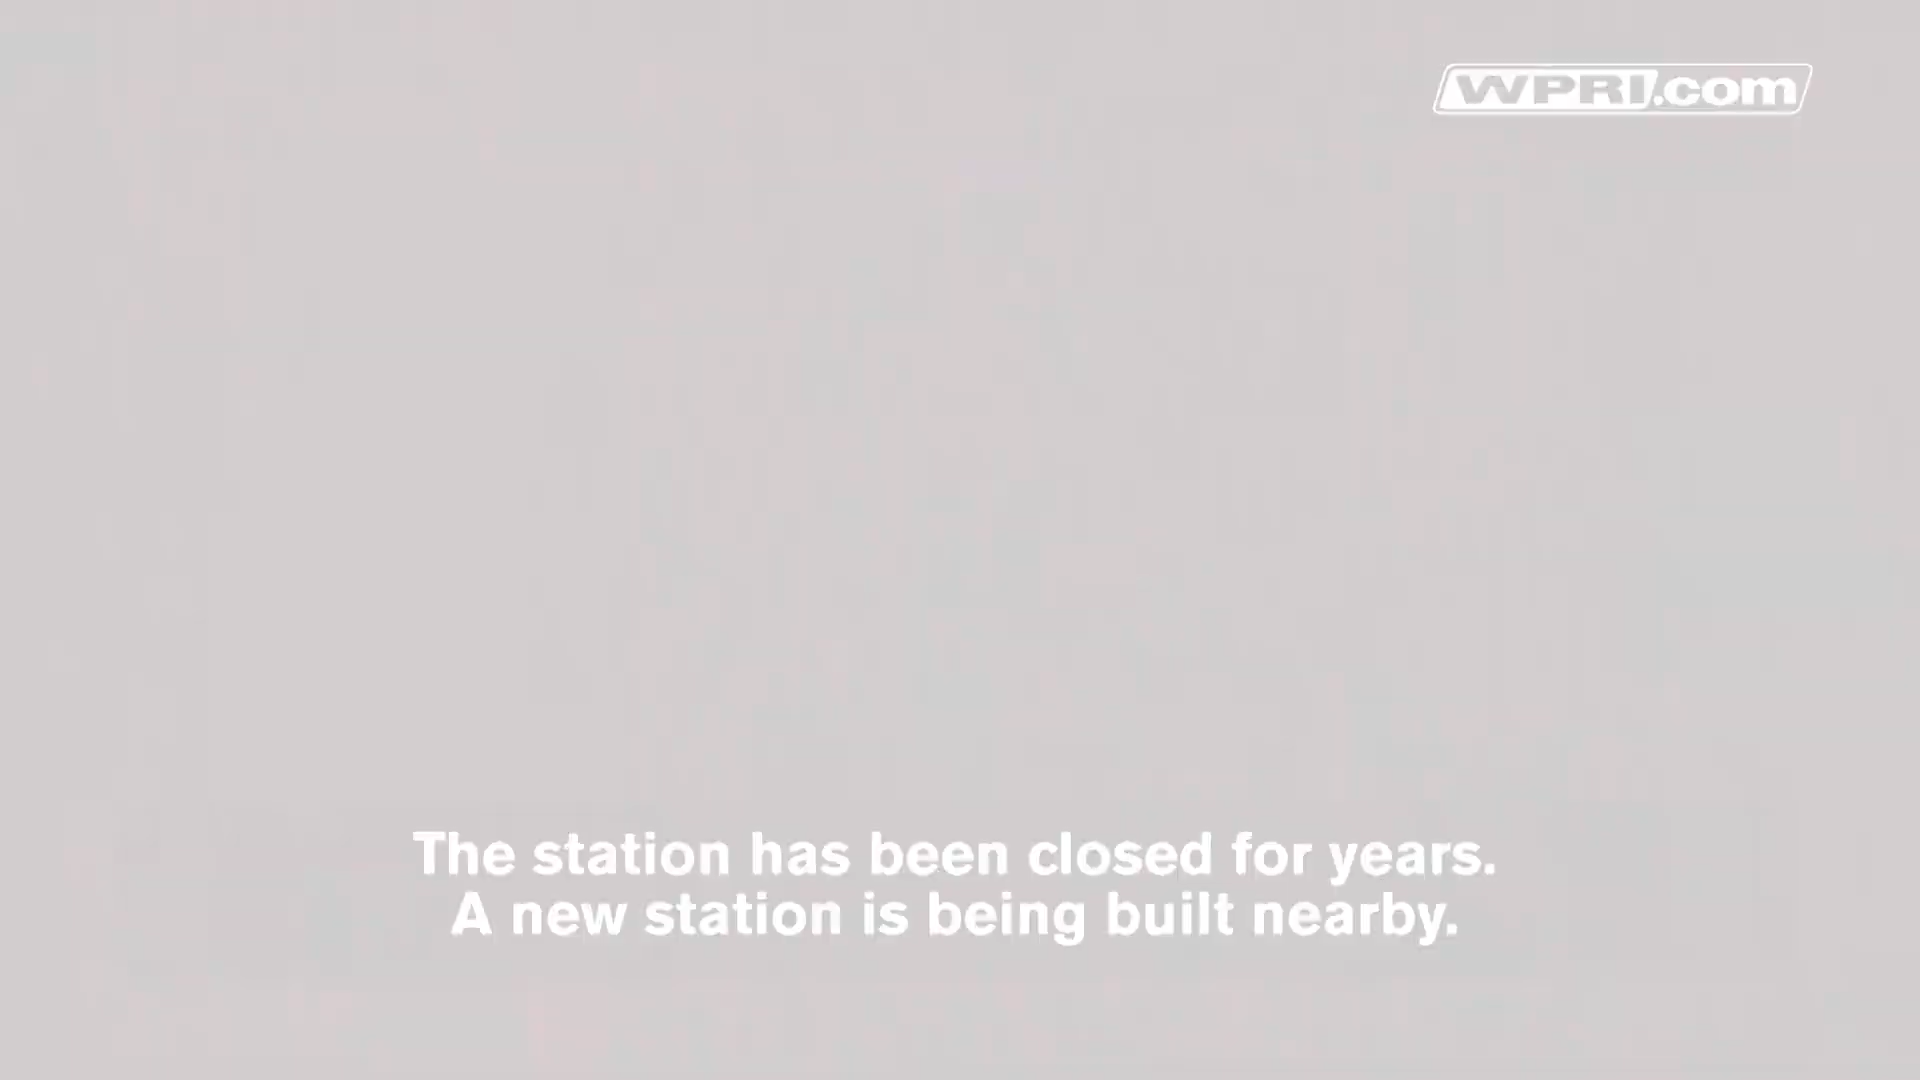 WPRI.com
The station has been closed for years.
A new station is being built nearby.